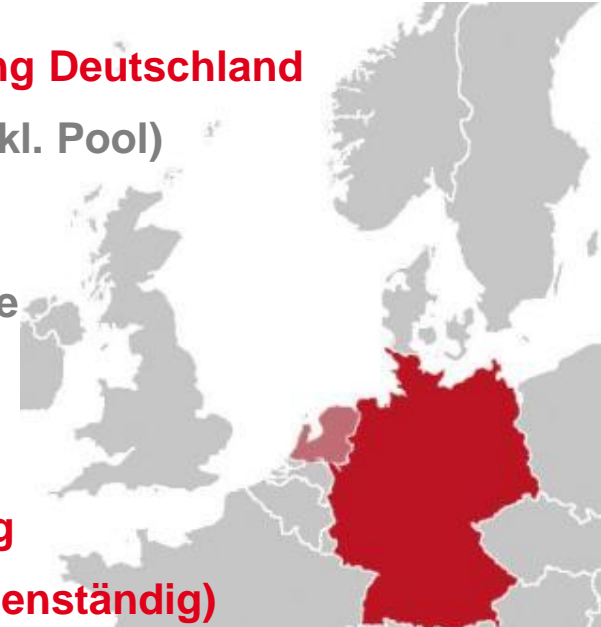 ng Deutschland
kl. Pool)
e
g
enständig)